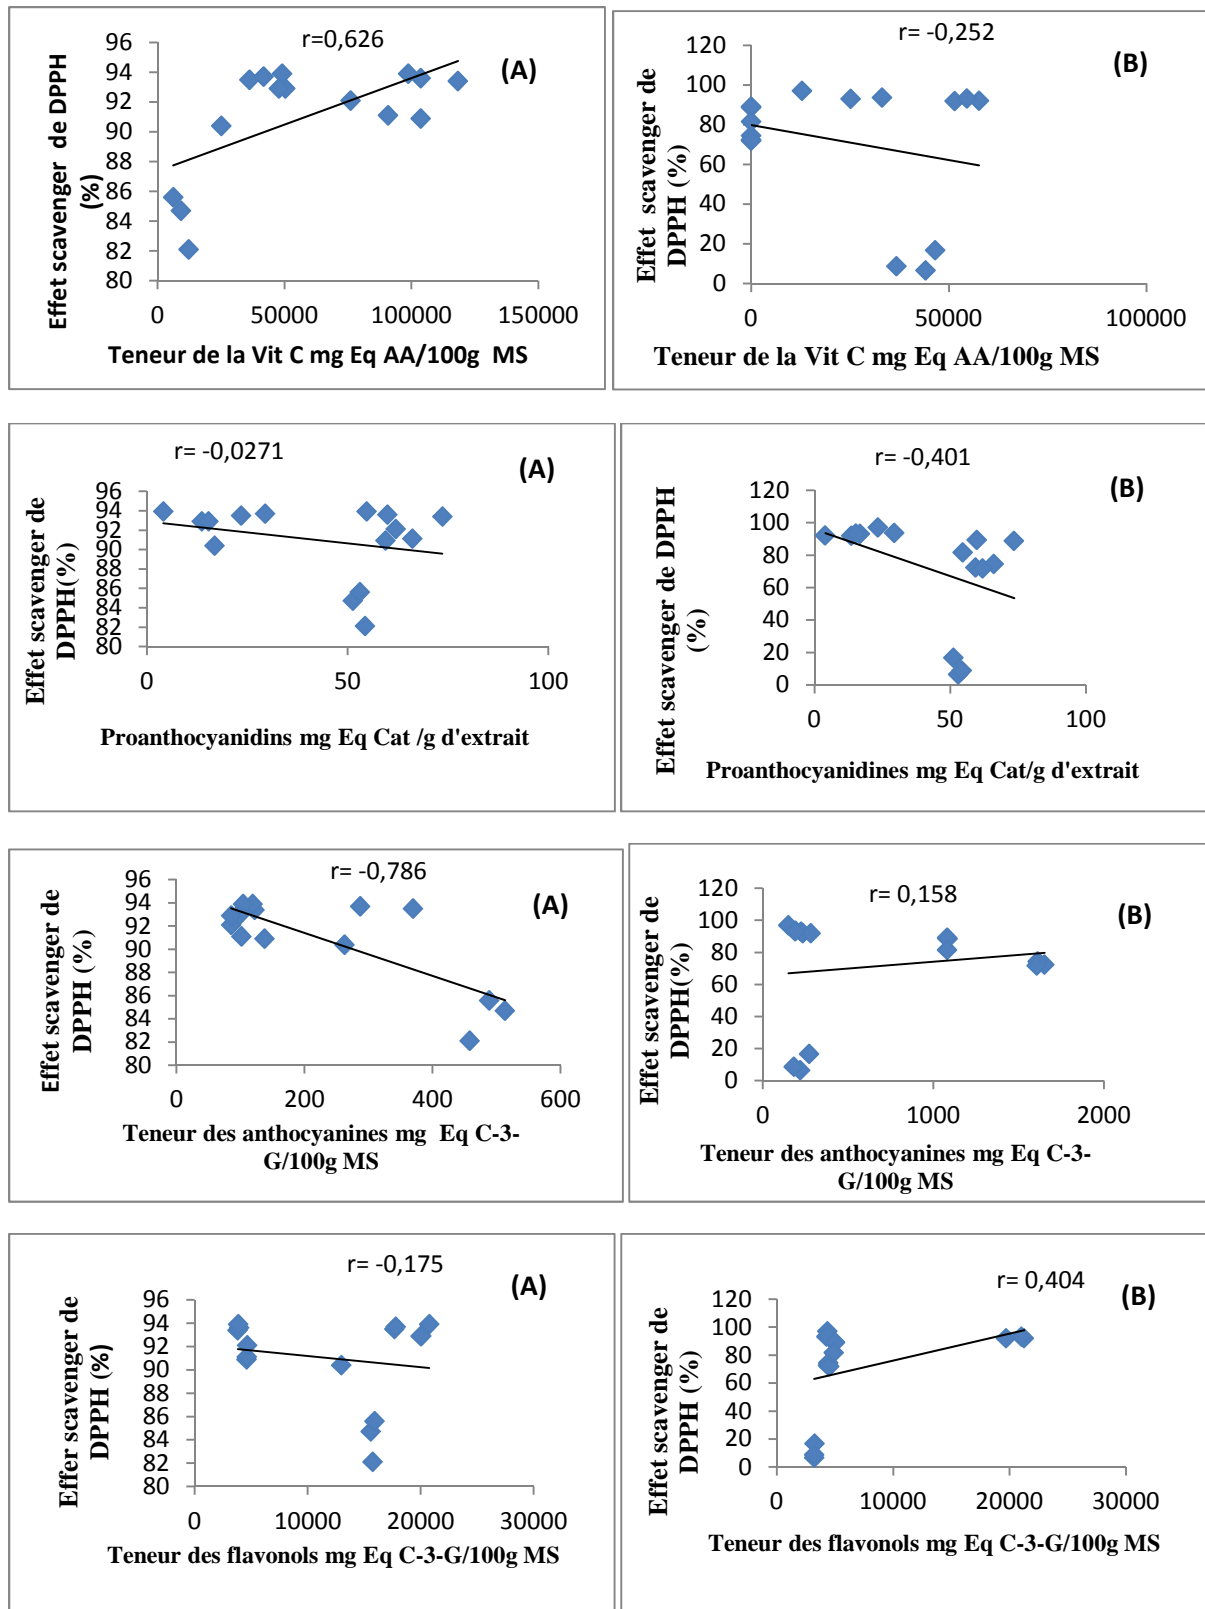 r=0,626
(A)
Effet scavenger de DPPH
(%)
96
94
92
90
88
86
84
82
80
0
50000
100000
150000
Teneur de la Vit C mg Eq AA/100g MS
r= -0,252
(B)
Effet scavenger de
DPPH (%)
120
100
80
60
40
20
0
0
50000
100000
Teneur de la Vit C mg Eq AA/100g MS
r= -0,0271
(A)
Effet scavenger de
DPPH(%)
96
94
92
90
88
86
84
82
80
0
50
100
Proanthocyanidins mg Eq Cat /g d'extrait
r= -0,401
(B)
Effet scavenger de DPPH
(%)
120
100
80
60
40
20
0
0
50
100
Proanthocyanidines mg Eq Cat/g d'extrait
r= -0,786
(A)
Effet scavenger de
DPPH (%)
96
94
92
90
88
86
84
82
80
0
200
400
600
Teneur des anthocyanines mg Eq C-3-
G/100g MS
r= 0,158
(B)
Effet scavenger de
DPPH(%)
120
100
80
60
40
20
0
0
1000
2000
Teneur des anthocyanines mg Eq C-3-
G/100g MS
r= -0,175
(A)
Effer scavenger de
DPPH (%)
96
94
92
90
88
86
84
82
80
0
10000
20000
30000
Teneur des flavonols mg Eq C-3-G/100g MS
r= 0,404
(B)
Effet scavenger de
DPPH (%)
120
100
80
60
40
20
0
0
10000
20000
30000
Teneur des flavonols mg Eq C-3-G/100g MS